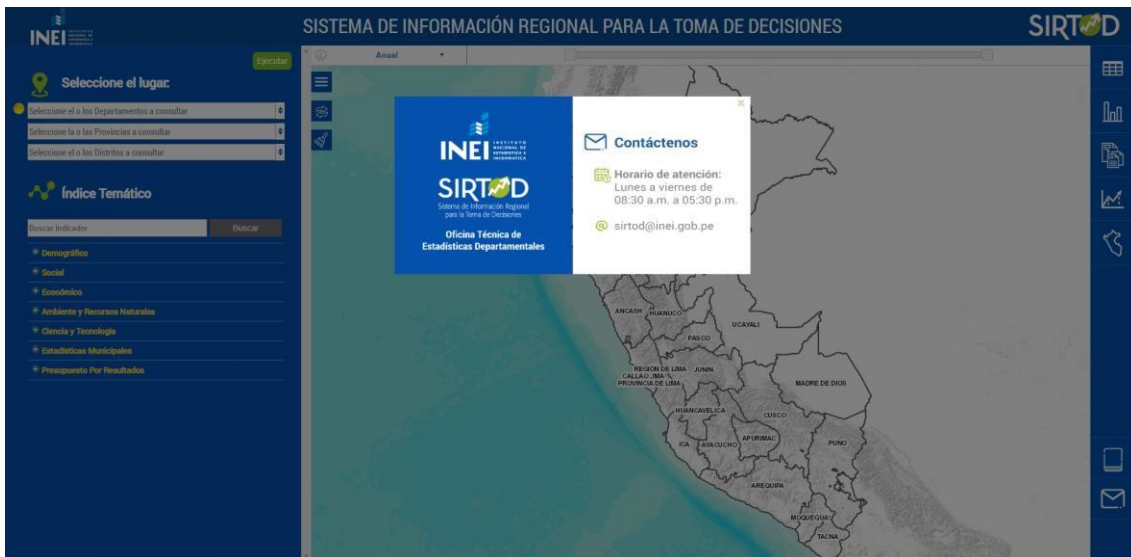 INEI
SISTEMA DE INFORMACIÓN REGIONAL PARA LA TOMA DE DECISIONES
SIRTOD
Ejecutar
Seleccione el lugar:
Seleccione el o los Departamentos a consultar
Seleccione la o las Provincias a consultar
Seleccione el o los Distritos a consultar
Índice Temático
Buscar Indicador
Buscar
Demográfico
Social
Económico
Ambiente y Recursos Naturales
Ciencia y Tecnología
Estadísticas Municipales
Presupuesto Por Resultados
Anual
INEI
INSTITUTO
NACIONAL DE
ESTADÍSTICA E
INFORMÁTICA
SIRTOD
Sistema de Información Regional
para la Toma de Decisiones
Oficina Técnica de
Estadísticas Departamentales
Contáctenos
Horario de atención:
Lunes a viernes de
08:30 a.m. a 05:30 p.m.
sirtod@inei.gob.pe
ANCASH
HUANUCO
UCAYALI
PASCO
REGION DE LIMA
JUNIN
CALLAO
PROVINCIA DE LIMA
MADRE DE DIOS
HUANCAVELICA
CUSCO
ICA
AYACUCHO
APURIMAC
PUNO
AREQUIPA
MOQUEGUA
TACNA